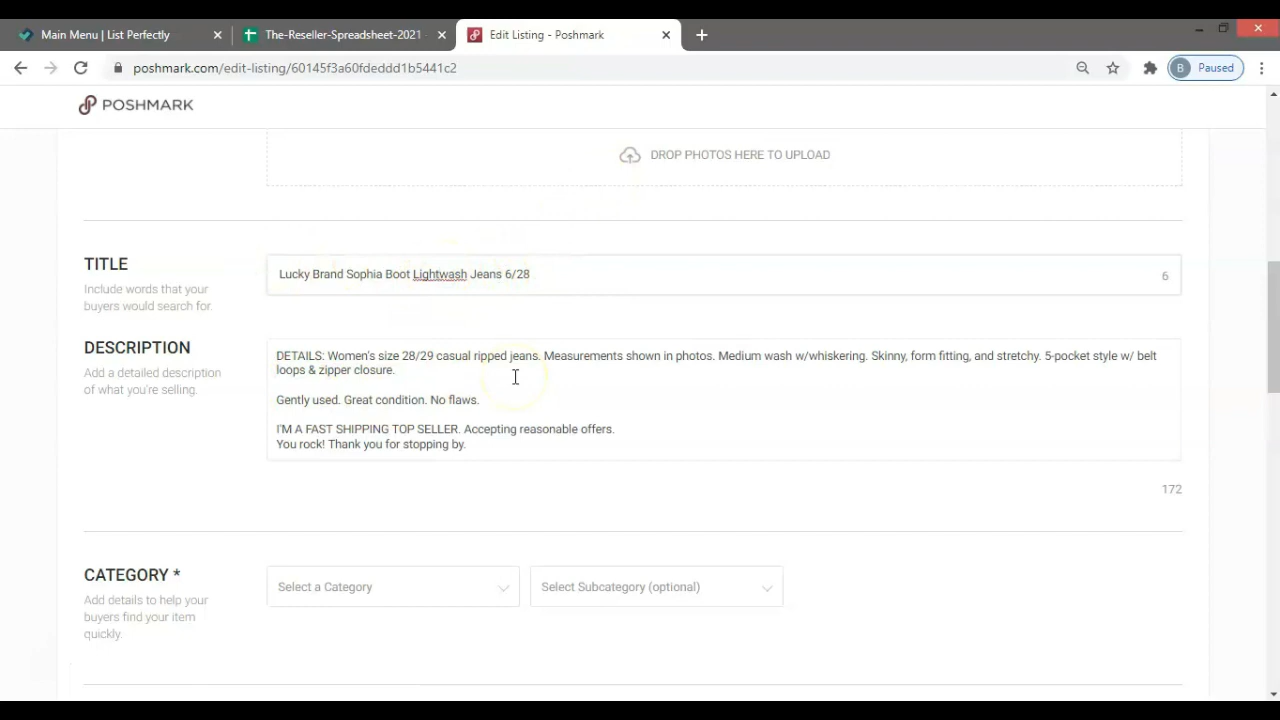 Main Menu | List Perfectly
The-Reseller-Spreadsheet-2021 -
Edit Listing - Poshmark
poshmark.com/edit-listing/60145f3a60fdeddd1b5441c2
B Paused
POSHMARK
DROP PHOTOS HERE TO UPLOAD
TITLE
Include words that your
buyers would search for.
Lucky Brand Sophia Boot Lightwash Jeans 6/28
6
DESCRIPTION
Add a detailed description
of what you're selling.
DETAILS: Women's size 28/29 casual ripped jeans. Measurements shown in photos. Medium wash w/whiskering. Skinny, form fitting, and stretchy. 5-pocket style w/ belt
loops & zipper closure.
Gently used. Great condition. No flaws.
I'M A FAST SHIPPING TOP SELLER. Accepting reasonable offers.
You rock! Thank you for stopping by.
172
CATEGORY *
Add details to help your
buyers find your item
quickly.
Select a Category
Select Subcategory (optional)